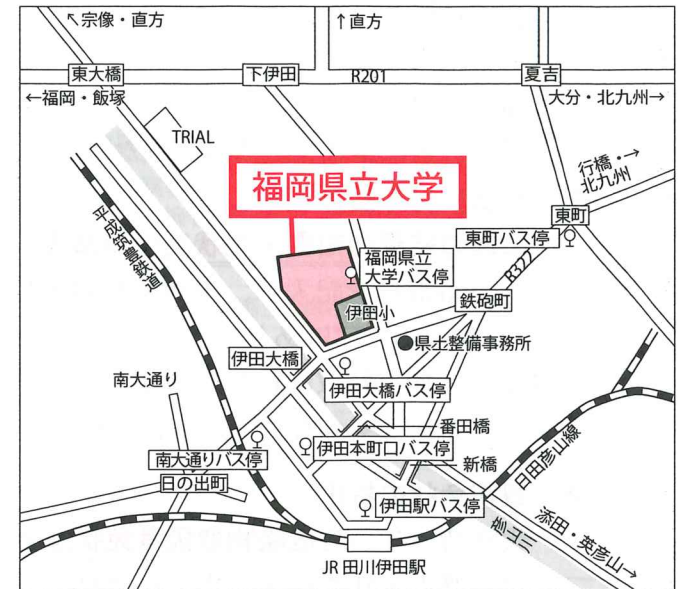 ↖宗像・直方
↑直方
東大橋
下伊田
R201
夏吉
←福岡・飯塚
大分・北九州→
TRIAL
行橋・→
北九州
福岡県立大学
東町
東町バス停
平成筑豊鉄道
福岡県立
大学バス停
R322
鉄砲町
伊田小
県土整備事務所
伊田大橋
南大通り
伊田大橋バス停
番田橋
伊田本町口バス停
新橋
南大通りバス停
日の出町
日田彦山線
伊田駅バス停
彦山川
添田・英彦山→
JR 田川伊田駅